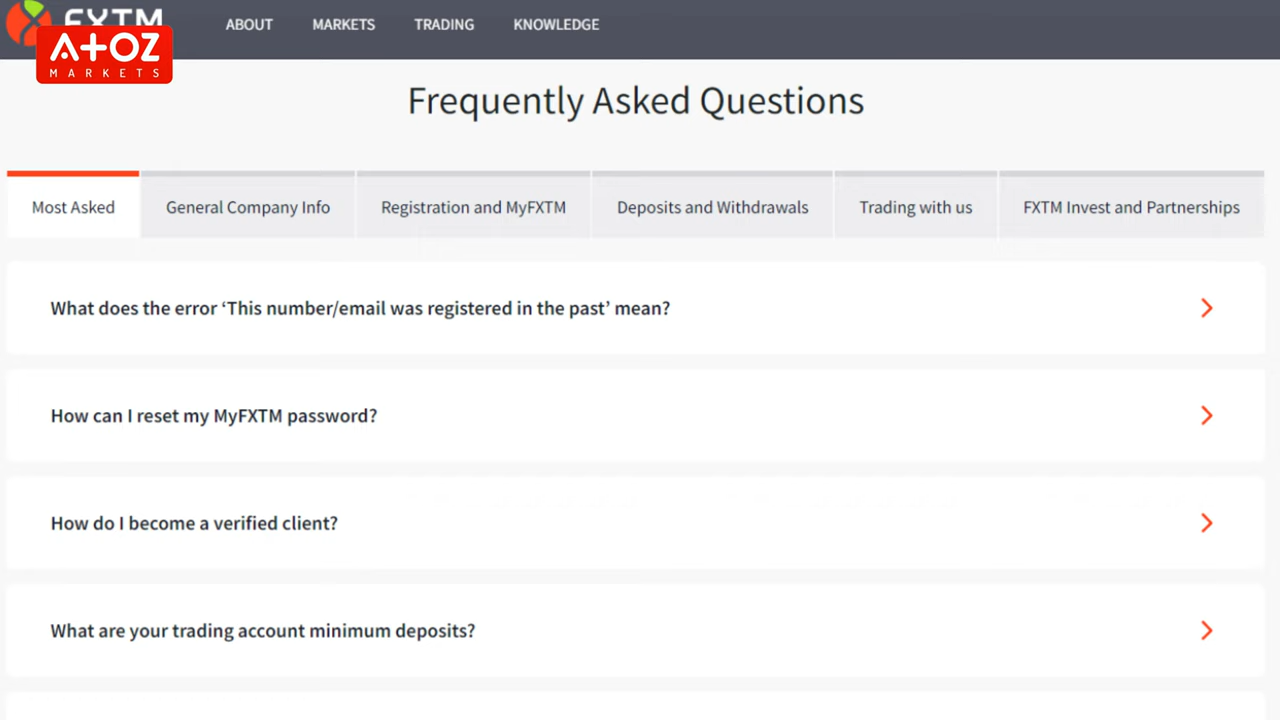 FXTM
ABOUT
MARKETS
TRADING
KNOWLEDGE
A+OZ
MARKETS
Frequently Asked Questions
Most Asked
General Company Info
Registration and MyFXTM
Deposits and Withdrawals
Trading with us
FXTM Invest and Partnerships
What does the error ‘This number/email was registered in the past’ mean?
How can I reset my MyFXTM password?
How do I become a verified client?
What are your trading account minimum deposits?